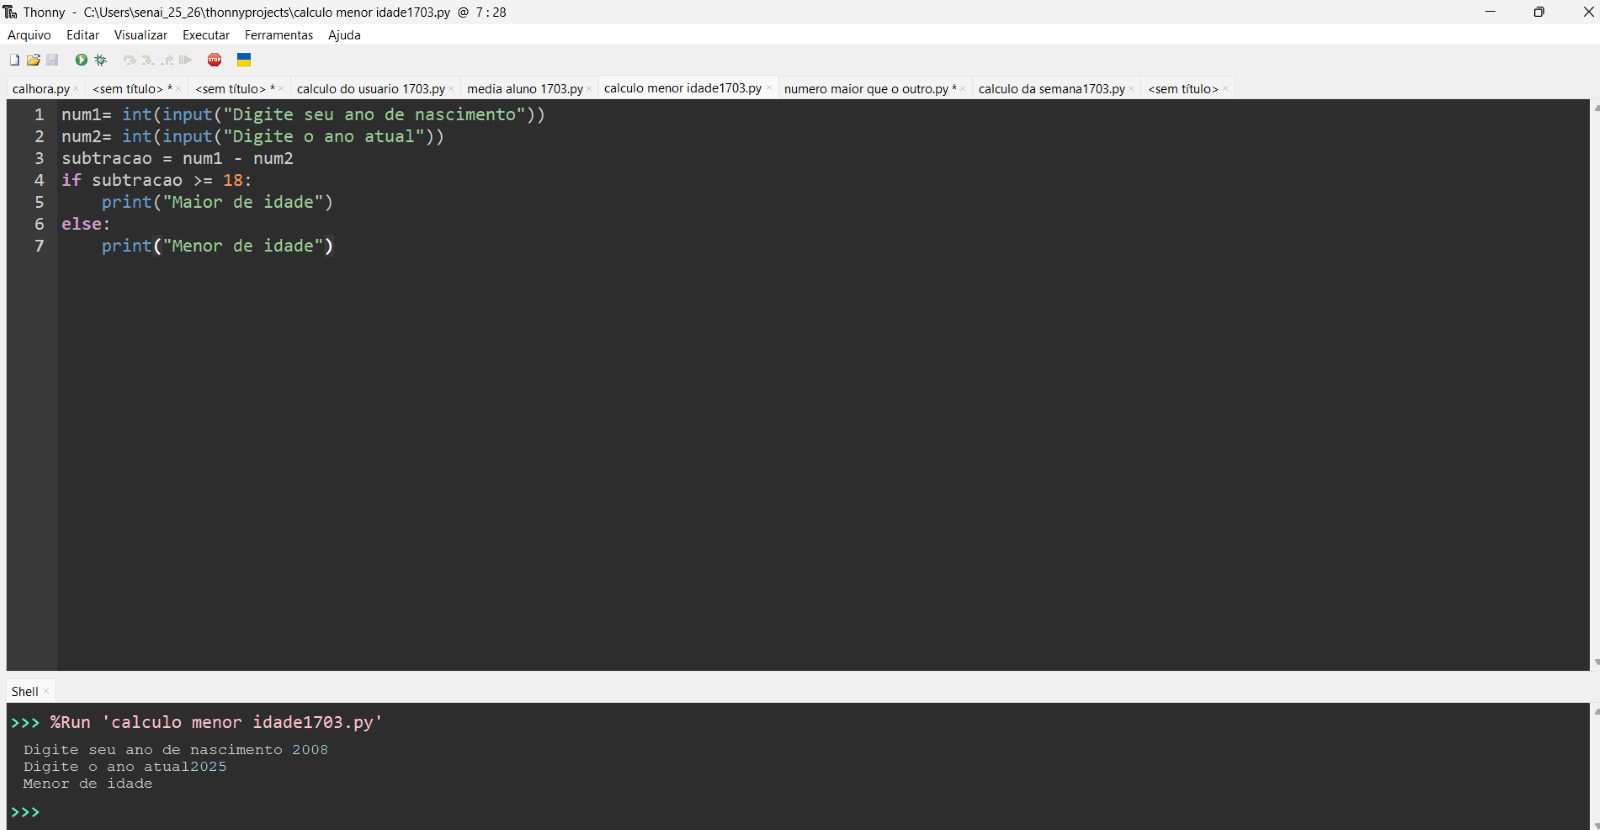 Thonny - C:\Users\senai_25_26\thonnyprojects\calculo menor idade1703.py @ 7 : 28
Arquivo Editar Visualizar Executar Ferramentas Ajuda
STOP
calhora.py × <sem título> * × <sem título> * × calculo do usuario 1703.py × media aluno 1703.py × calculo menor idade1703.py × numero maior que o outro.py * × calculo da semana1703.py × <sem título> ×
1 num1= int(input("Digite seu ano de nascimento"))
2 num2= int(input("Digite o ano atual"))
3 subtracao = num1 - num2
4 if subtracao >= 18:
5     print("Maior de idade")
6 else:
7     print("Menor de idade")
Shell ×
>>> %Run 'calculo menor idade1703.py'
Digite seu ano de nascimento 2008
Digite o ano atual2025
Menor de idade
>>>